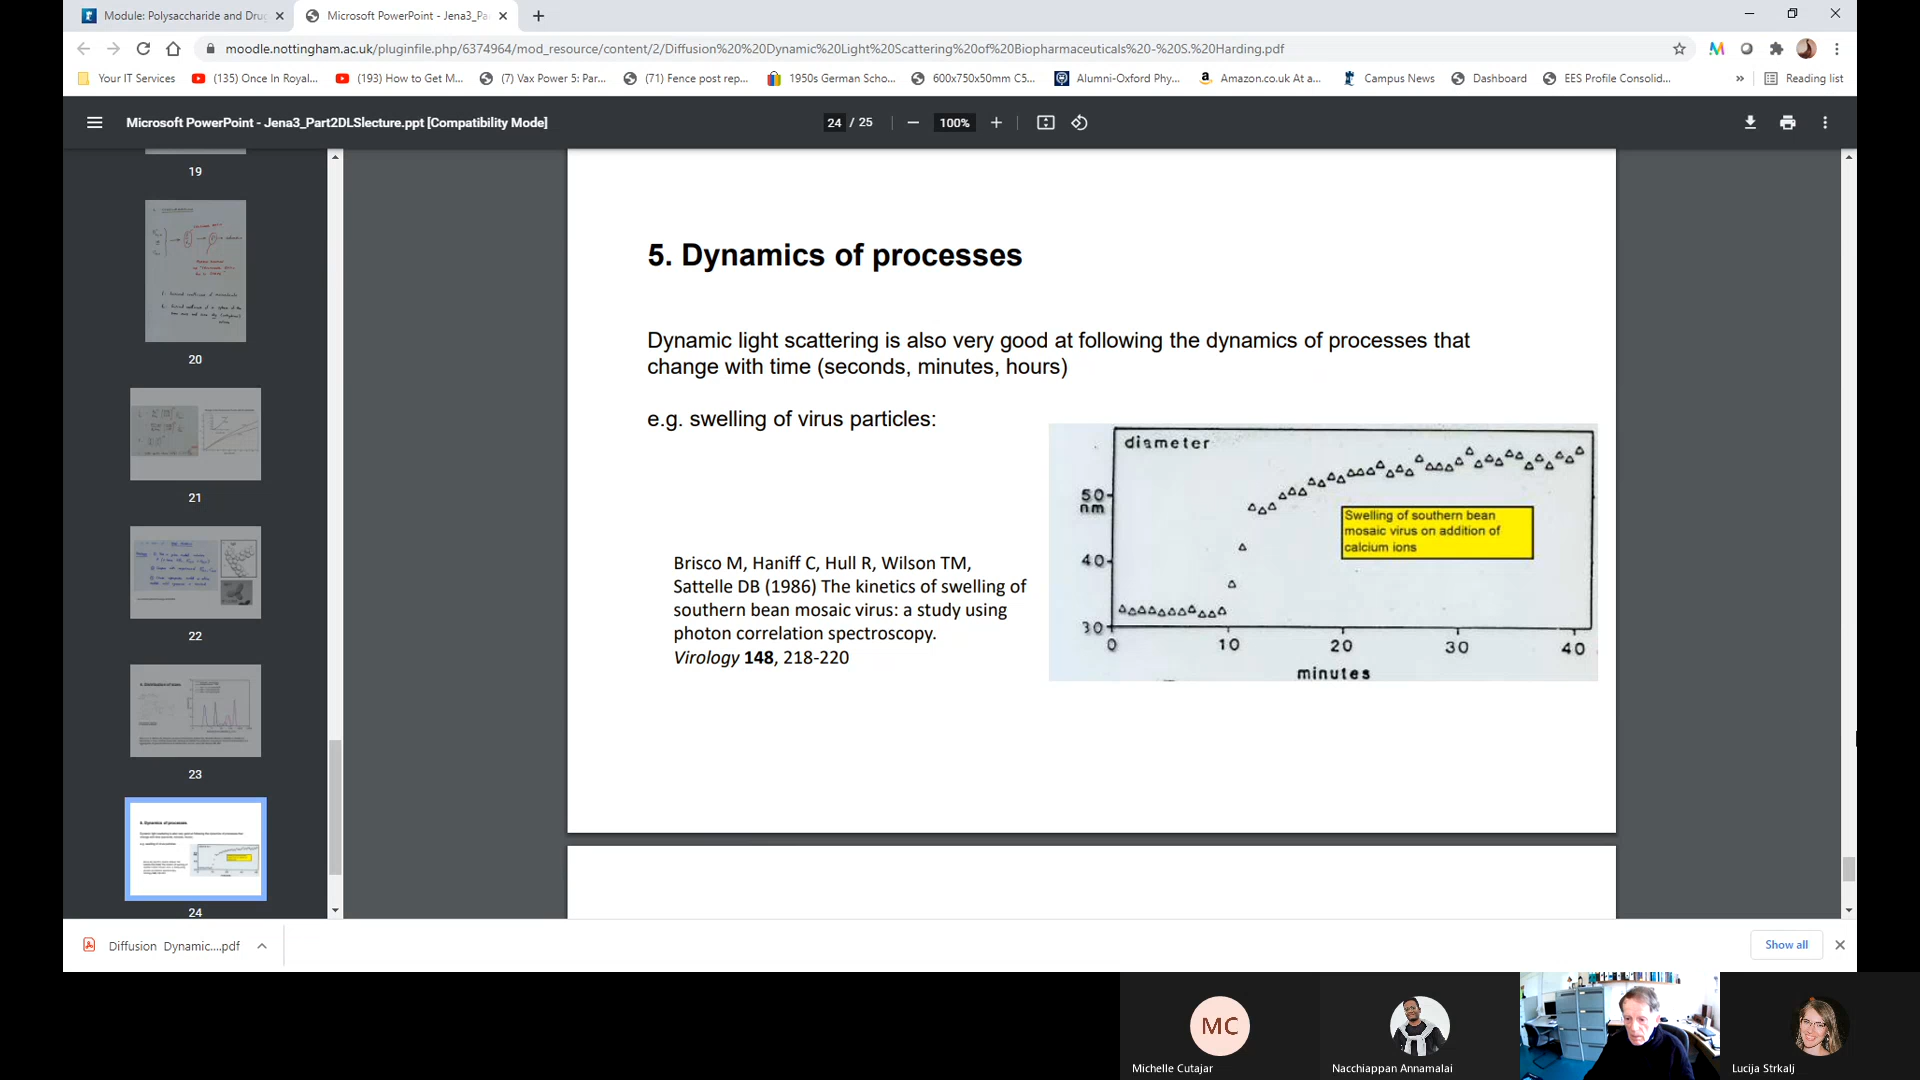 Module: Polysaccharide and Drug
Microsoft PowerPoint - Jena3_Pa
moodle.nottingham.ac.uk/pluginfile.php/6374964/mod_resource/content/2/Diffusion%20%20Dynamic%20Light%20Scattering%20of%20Biopharmaceuticals%20-%20S.%20Harding.pdf
Your IT Services
(135) Once In Royal...
(193) How to Get M...
(7) Vax Power 5: Par...
(71) Fence post rep...
1950s German Scho...
600x750x50mm C5...
Alumni-Oxford Phy...
Amazon.co.uk At a...
Campus News
Dashboard
EES Profile Consolid...
»
Reading list
Microsoft PowerPoint - Jena3_Part2DLSlecture.ppt [Compatibility Mode]
24 / 25
100%
19
20
21
22
23
24
5. Dynamics of processes
Dynamic light scattering is also very good at following the dynamics of processes that
change with time (seconds, minutes, hours)
e.g. swelling of virus particles:
Brisco M, Haniff C, Hull R, Wilson TM,
Sattelle DB (1986) The kinetics of swelling of
southern bean mosaic virus: a study using
photon correlation spectroscopy.
Virology 148, 218-220
diameter
50
nm
40
30
0 10 20 30 40
minutes
Swelling of southern bean
mosaic virus on addition of
calcium ions
Diffusion Dynamic....pdf
Show all
MC
Michelle Cutajar
Nacchiappan Annamalai
Lucija Strkalj